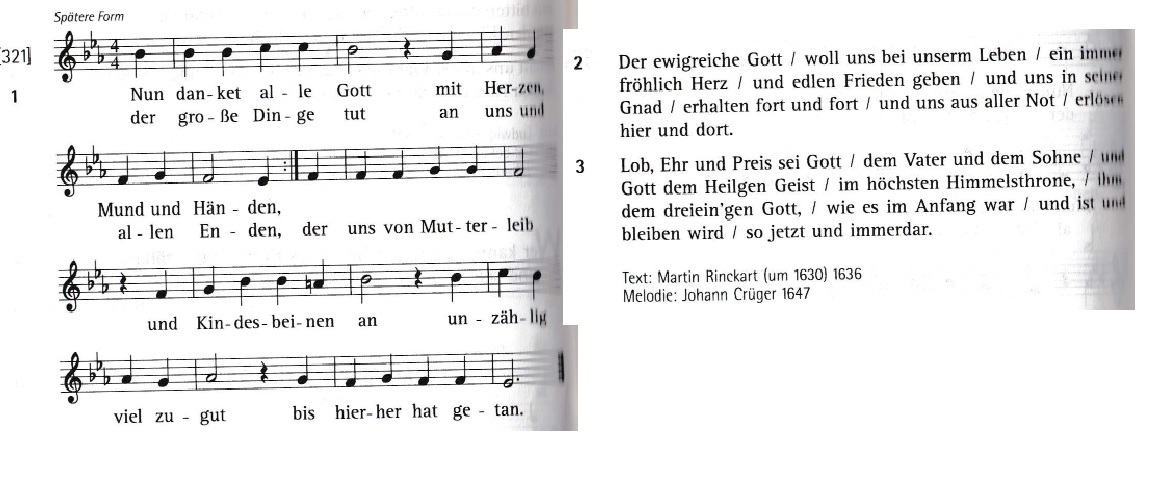 Spätere Form
[321]
4
4
1
Nun dan-ket al - le Gott mit Her-zen,
der gro-ße Din-ge tut an uns und
Mund und Hän - den,
al - len En - den, der uns von Mut-ter-leib
und Kin-des-bei-nen an un - zäh-lig
viel zu - gut bis hier-her hat ge - tan.
2
Der ewigreiche Gott / woll uns bei unserm Leben / ein immer
fröhlich Herz / und edlen Frieden geben / und uns in seiner
Gnad / erhalten fort und fort / und uns aus aller Not / erlösen
hier und dort.
3
Lob, Ehr und Preis sei Gott / dem Vater und dem Sohne / und
Gott dem Heilgen Geist / im höchsten Himmelsthrone, / ihm
dem dreiein'gen Gott, / wie es im Anfang war / und ist und
bleiben wird / so jetzt und immerdar.
Text: Martin Rinckart (um 1630) 1636
Melodie: Johann Crüger 1647